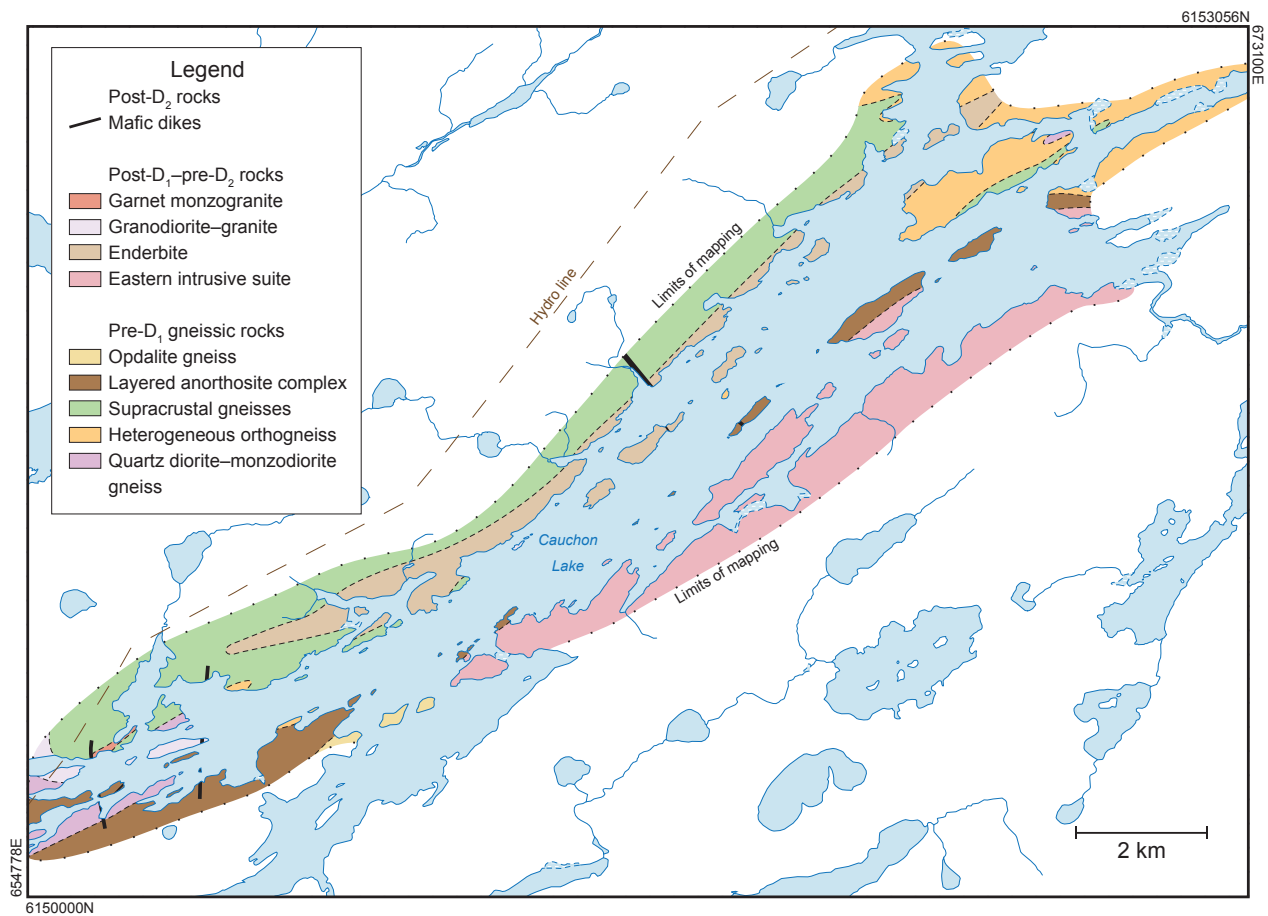 6153056N
673100E
Legend
Post-D2 rocks
Mafic dikes
Post-D1–pre-D2 rocks
Garnet monzogranite
Granodiorite–granite
Enderbite
Eastern intrusive suite
Pre-D1 gneissic rocks
Opdalite gneiss
Layered anorthosite complex
Supracrustal gneisses
Heterogeneous orthogneiss
Quartz diorite–monzodiorite
gneiss
Hydro line
Limits of mapping
Cauchon
Lake
Limits of mapping
2 km
654778E
6150000N